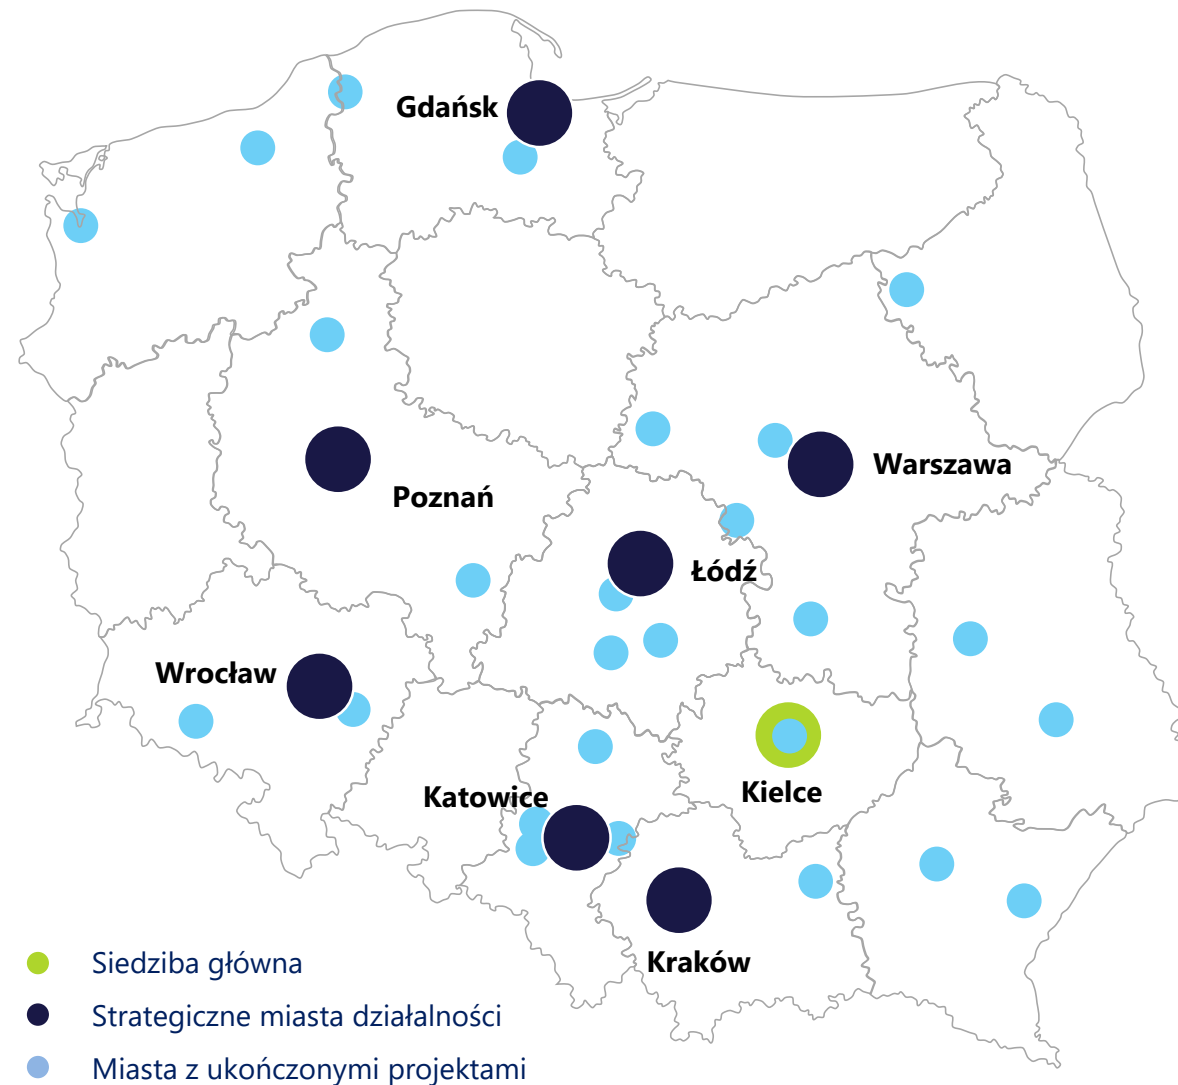 Gdańsk
Warszawa
Poznań
Łódź
Wrocław
Katowice
Kielce
Kraków
Siedziba główna
Strategiczne miasta działalności
Miasta z ukończonymi projektami